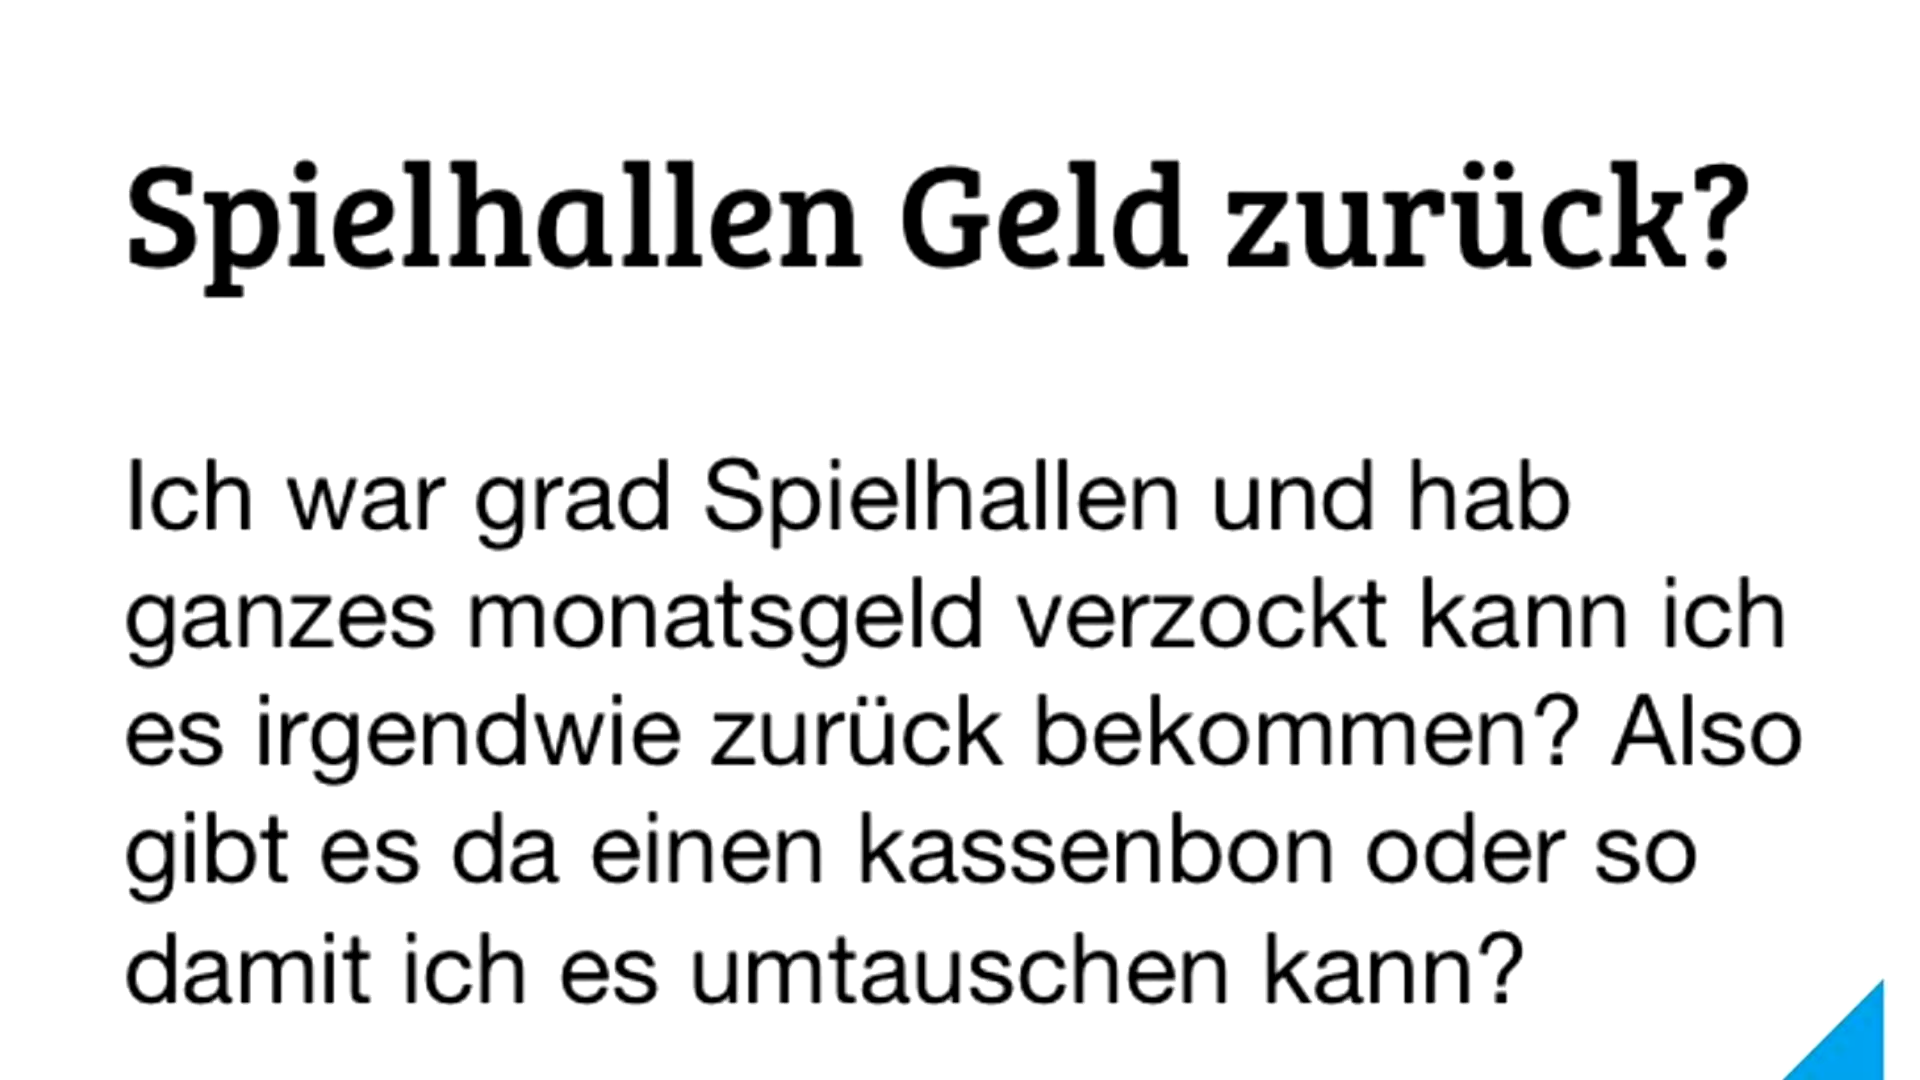 Spielhallen Geld zurück?
Ich war grad Spielhallen und hab
ganzes monatsgeld verzockt kann ich
es irgendwie zurück bekommen? Also
gibt es da einen kassenbon oder so
damit ich es umtauschen kann?